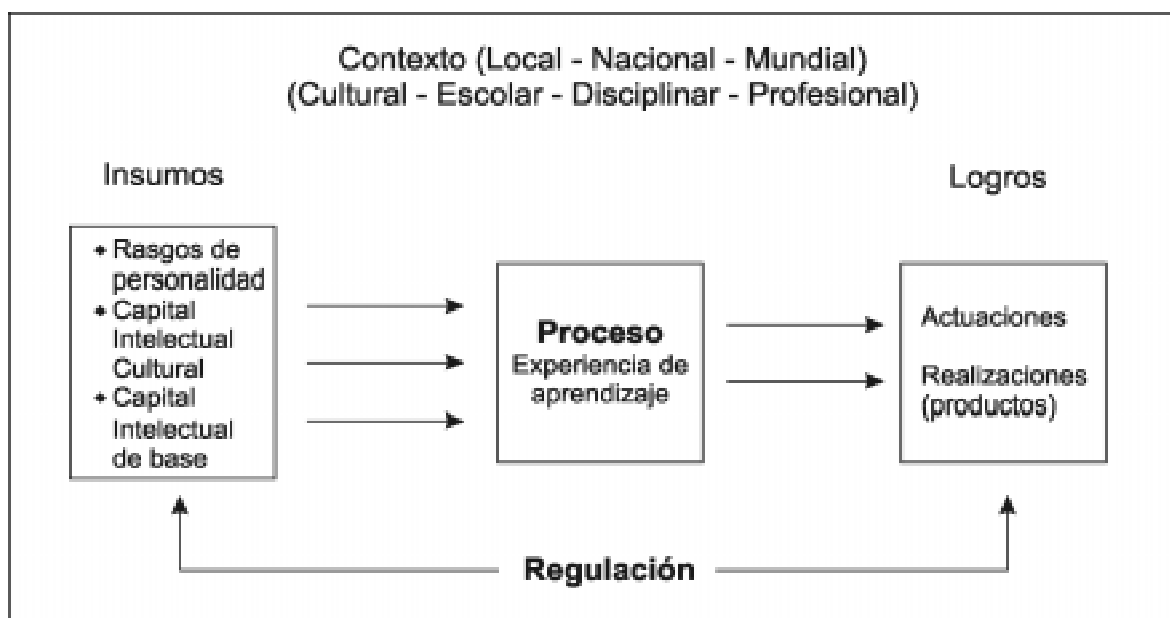 Contexto (Local - Nacional - Mundial)
(Cultural - Escolar - Disciplinar - Profesional)
Insumos
Logros
+ Rasgos de
personalidad
+ Capital
Intelectual
Cultural
+ Capital
Intelectual
de base
Proceso
Experiencia de
aprendizaje
Actuaciones
Realizaciones
(productos)
Regulación